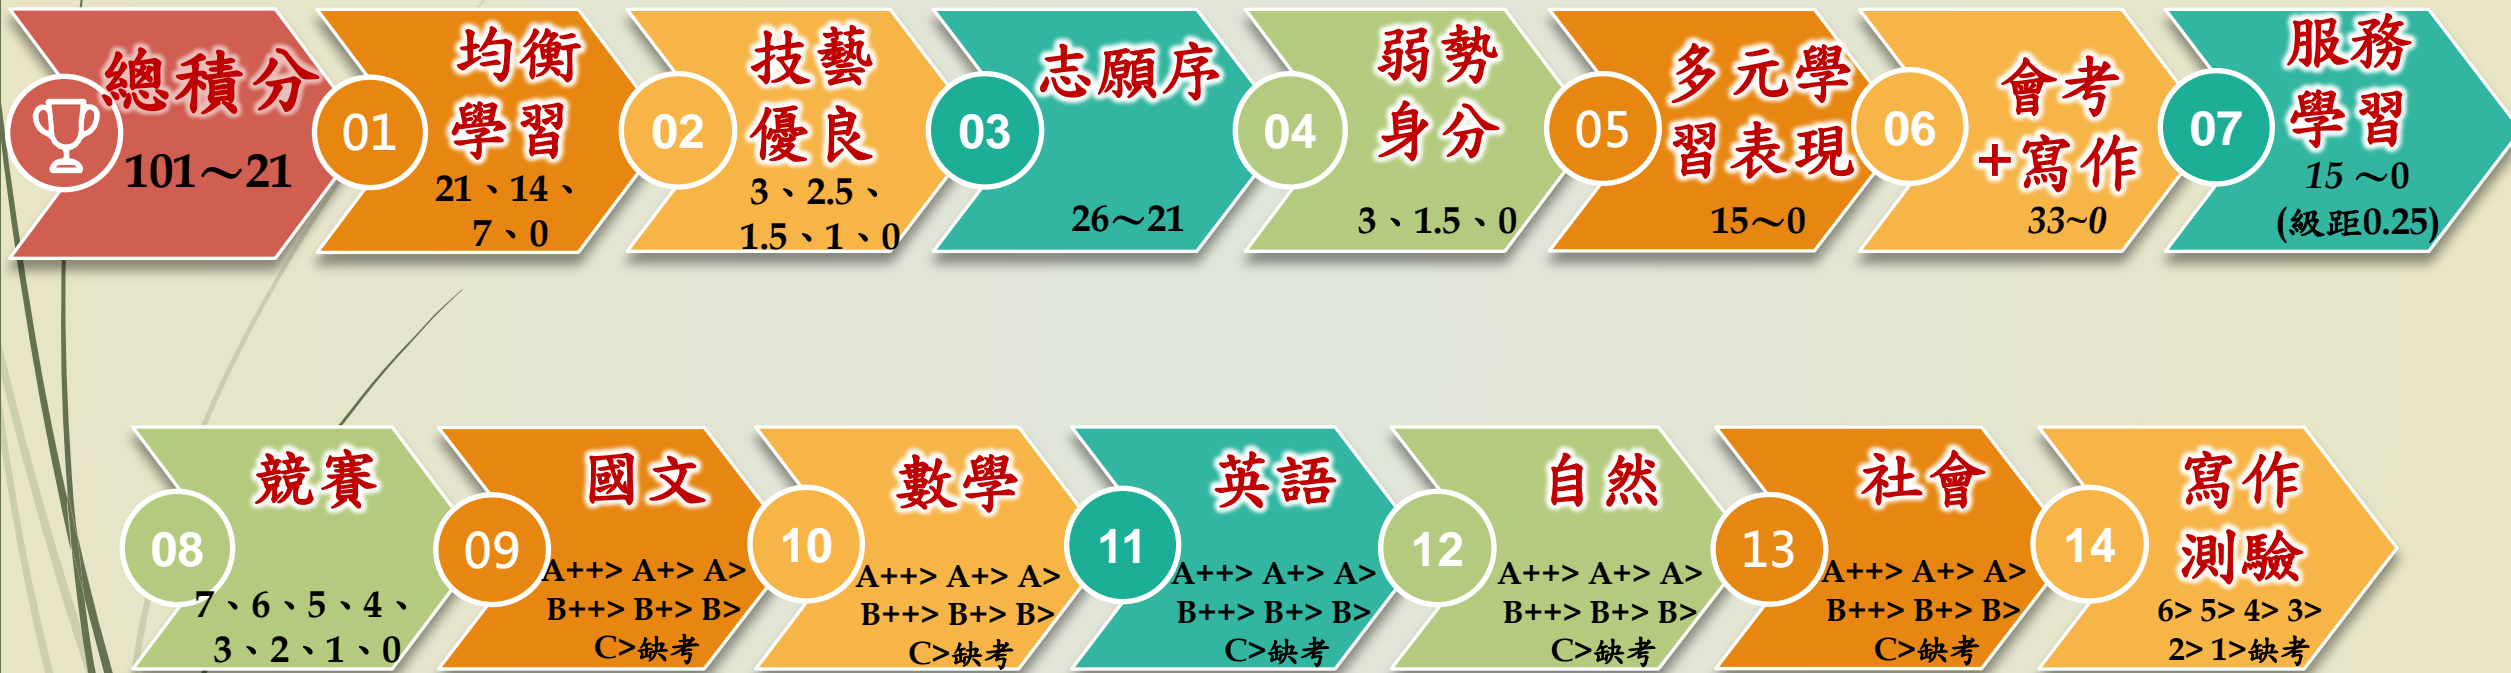 總積分
101～21
01
均衡
學習
21、14、
7、0
02
技藝
優良
3、2.5、
1.5、1、0
03
志願序
26～21
04
弱勢
身分
3、1.5、0
05
多元學
習表現
15～0
06
會考
+寫作
33~0
07
服務
學習
15～0
(級距0.25)
08
競賽
7、6、5、4、
3、2、1、0
09
國文
A++> A+> A>
B++> B+> B>
C>缺考
10
數學
A++> A+> A>
B++> B+> B>
C>缺考
11
英語
A++> A+> A>
B++> B+> B>
C>缺考
12
自然
A++> A+> A>
B++> B+> B>
C>缺考
13
社會
A++> A+> A>
B++> B+> B>
C>缺考
14
寫作
測驗
6> 5> 4> 3>
2> 1>缺考